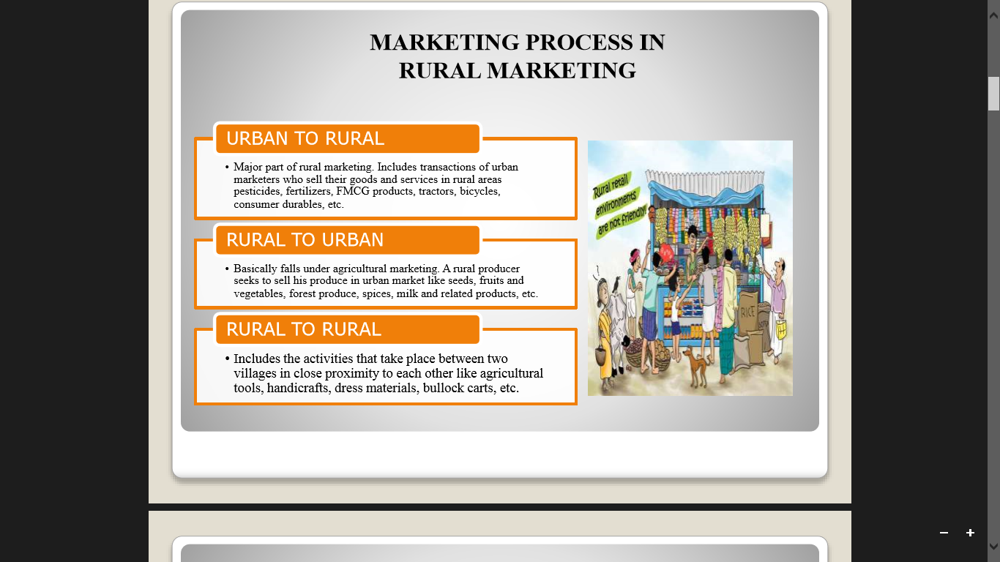 MARKETING PROCESS IN
RURAL MARKETING
URBAN TO RURAL
• Major part of rural marketing. Includes transactions of urban
marketers who sell their goods and services in rural areas
pesticides, fertilizers, FMCG products, tractors, bicycles,
consumer durables, etc.
RURAL TO URBAN
• Basically falls under agricultural marketing. A rural producer
seeks to sell his produce in urban market like seeds, fruits and
vegetables, forest produce, spices, milk and related products, etc.
RURAL TO RURAL
• Includes the activities that take place between two
villages in close proximity to each other like agricultural
tools, handicrafts, dress materials, bullock carts, etc.
Rural retail
environments
are not friendly!
RICE